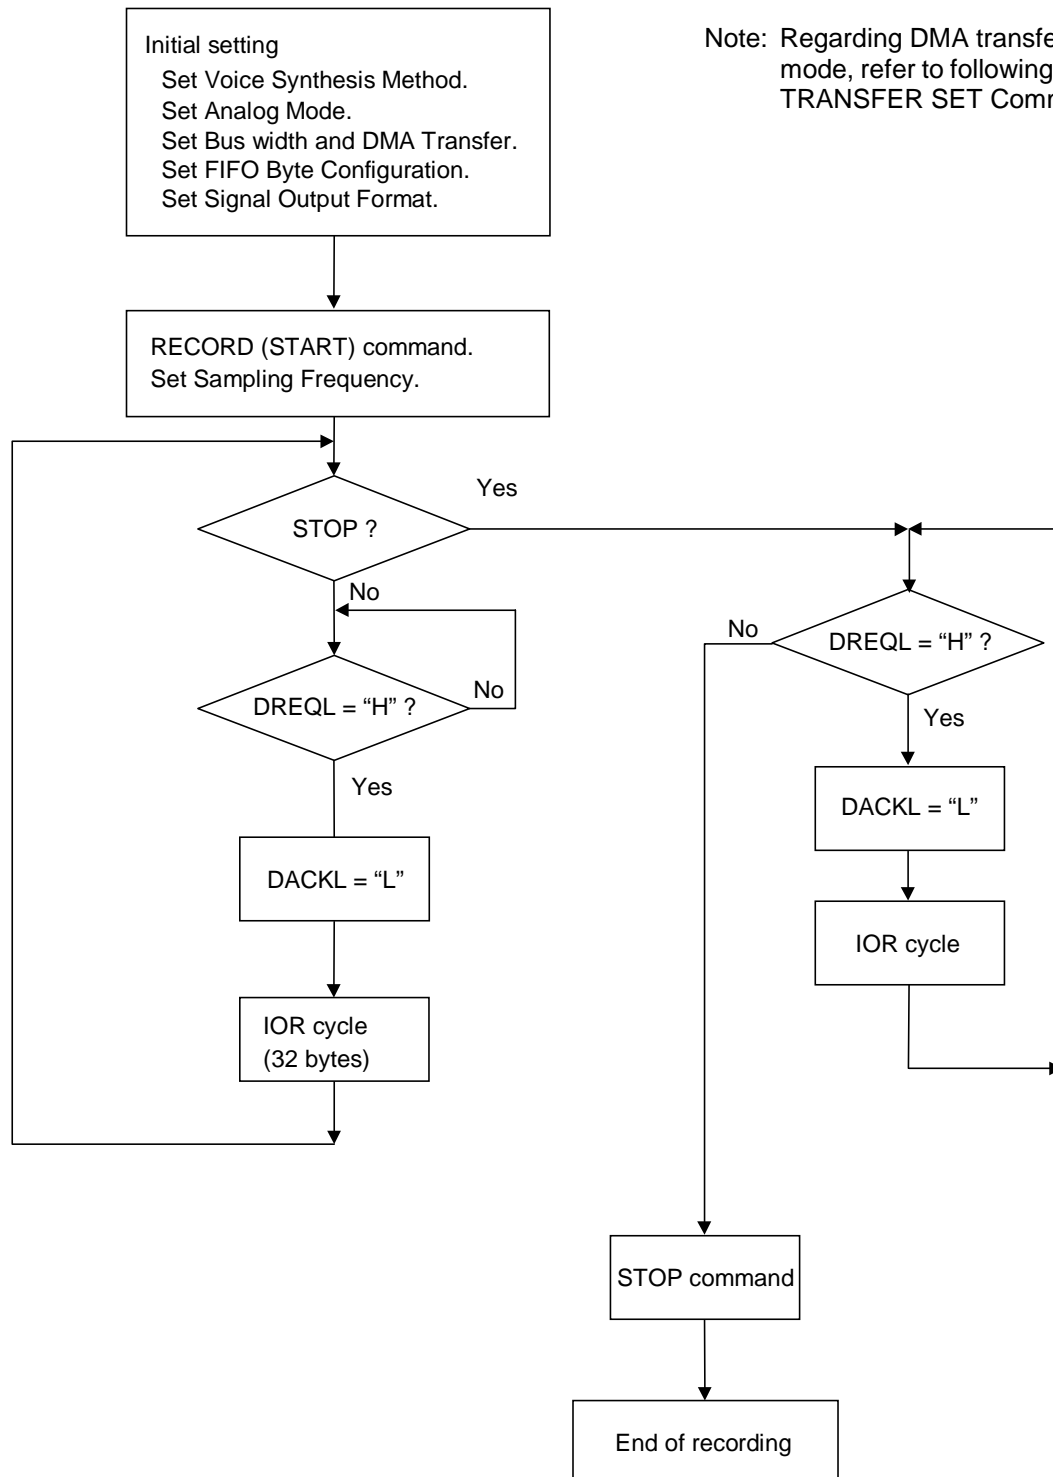 Initial setting
Set Voice Synthesis Method.
Set Analog Mode.
Set Bus width and DMA Transfer.
Set FIFO Byte Configuration.
Set Signal Output Format.
Note: Regarding DMA
mode, refer to following
TRANSFER SET
RECORD (START) command.
Set Sampling Frequency.
STOP ?
Yes
No
DREQL = “H” ?
No
Yes
DACKL = “L”
IOR cycle
(32 bytes)
DREQL = “H” ?
No
Yes
DACKL = “L”
IOR cycle
STOP command
End of recording